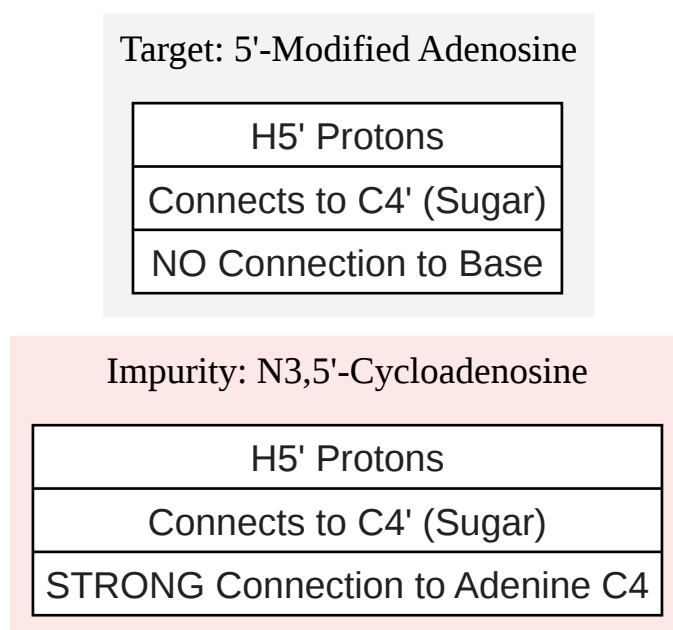 Target: 5'-Modified Adenosine
H5' Protons
Connects to C4' (Sugar)
NO Connection to Base
Impurity: N3,5'-Cycloadenosine
H5' Protons
Connects to C4' (Sugar)
STRONG Connection to Adenine C4